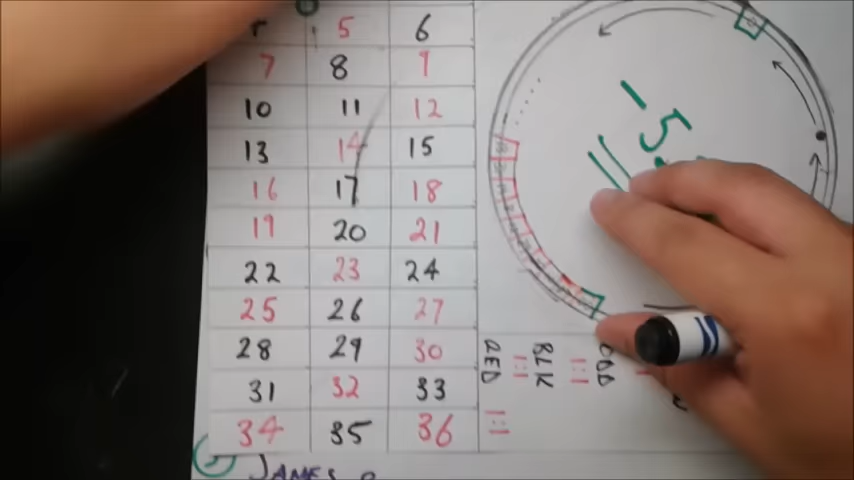 5 6
7 8 9
10 11 12
13 14 15
16 17 18
19 20 21
22 23 24
25 26 27
28 29 30
31 32 33
34 35 36
-5.
RED 1:1
BLK 1:1
ODD
1:1
JAMES